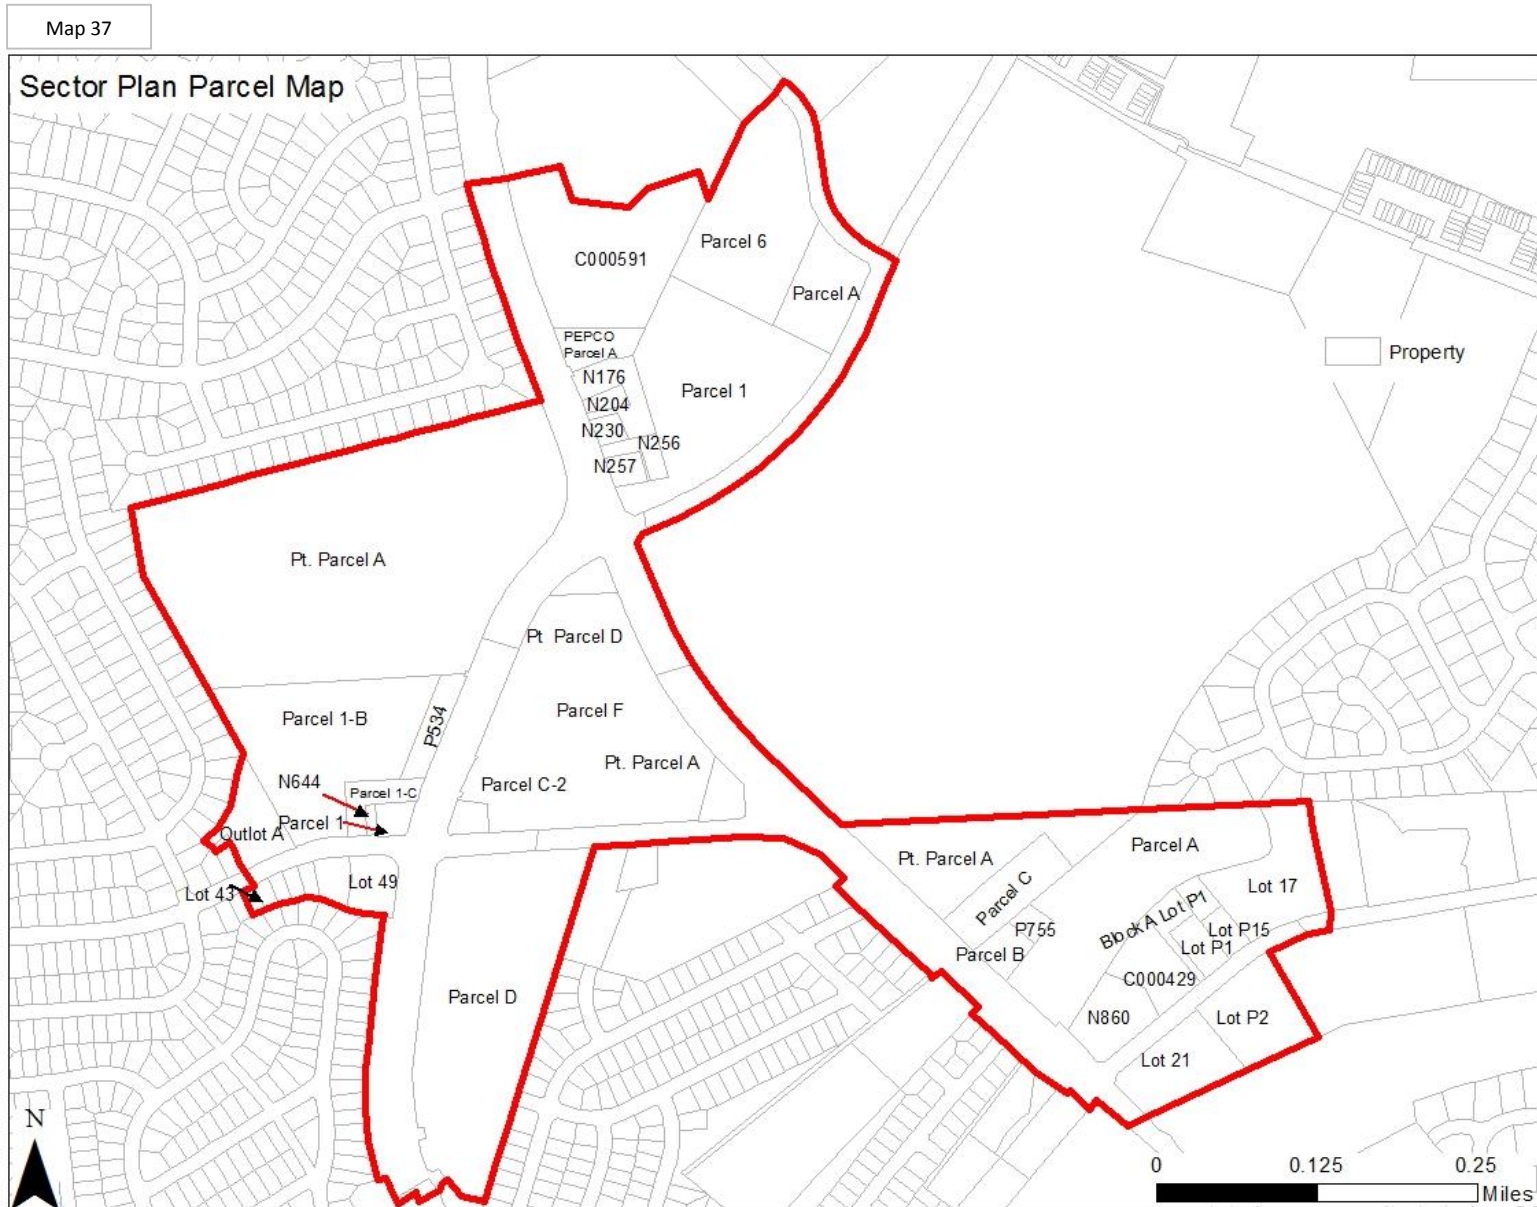 Map 37
Sector Plan Parcel Map
Parcel 6
C000591
Parcel A
PEPCO
Parcel A
Property
N176
Parcel 1
N204
N230
N256
N257
Pt. Parcel A
Pt Parcel D
Parcel F
Parcel 1-B
P534
Pt. Parcel A
N644
Parcel C-2
Parcel 1-C
Parcel 1
Outlot A
Pt. Parcel A
Parcel A
Lot 49
Lot 43
Lot 17
Parcel C
Block A Lot P1
P755
Lot P15
Parcel B
Lot P1
C000429
Parcel D
N860
Lot P2
Lot 21
N
0 0.125 0.25
Miles